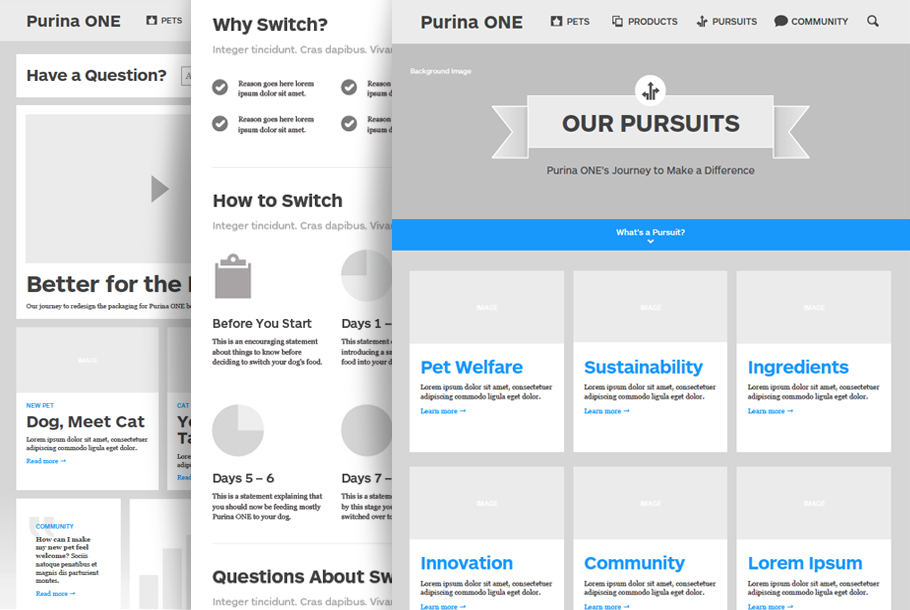 Purina ONE
PETS
Have a Question?
Better for the
Our journey to redesign the packaging for Purina ONE
IMAGE
NEW PET
Dog, Meet Cat
Lorem ipsum dolor sit amet, consectetuer
adipiscing commodo ligula eget dolor.
Read more →
CAT
COMMUNITY
How can I make
my new pet feel
welcome? Sociis
natoque penatibus et
magnis dis parturient
montes.
Read more →
Why Switch?
Integer tincidunt. Cras dapibus.
Reason goes here lorem
ipsum dolor sit amet.
Reason
ipsum
Reason goes here lorem
ipsum dolor sit amet.
Reason
ipsum
How to Switch
Integer tincidunt. Cras dapibus.
Before You Start
This is an encouraging statement
about things to know before
deciding to switch your dog's food.
Days 1 –
This statement
introducing a
food into your
Days 5 – 6
This is a statement explaining that
you should now be feeding mostly
Purina ONE to your dog.
Days 7 –
This is a
by this stage
switched over
Questions About
Integer tincidunt. Cras dapibus.
Purina ONE
PETS
PRODUCTS
PURSUITS
COMMUNITY
Background Image
OUR PURSUITS
Purina ONE's Journey to Make a Difference
What's a Pursuit?
IMAGE
Pet Welfare
Lorem ipsum dolor sit amet, consectetuer
adipiscing commodo ligula eget dolor.
Learn more →
IMAGE
Sustainability
Lorem ipsum dolor sit amet, consectetuer
adipiscing commodo ligula eget dolor.
Learn more →
IMAGE
Ingredients
Lorem ipsum dolor sit amet, consectetuer
adipiscing commodo ligula eget dolor.
Learn more →
IMAGE
Innovation
Lorem ipsum dolor sit amet, consectetuer
adipiscing commodo ligula eget dolor.
Learn more →
IMAGE
Community
Lorem ipsum dolor sit amet, consectetuer
adipiscing commodo ligula eget dolor.
Learn more →
IMAGE
Lorem Ipsum
Lorem ipsum dolor sit amet, consectetuer
adipiscing commodo ligula eget dolor.
Learn more →